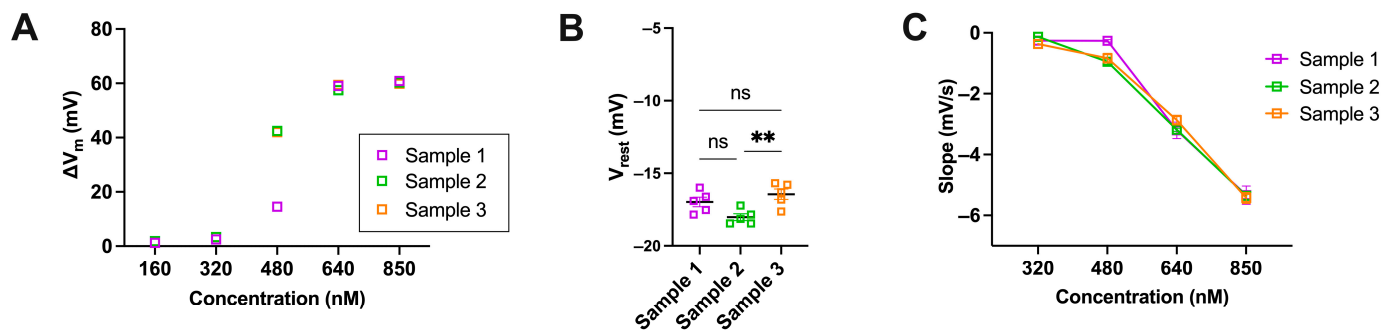 A
ΔVm (mV)
80
60
40
20
0
160 320 480 640 850
Concentration (nM)
Sample 1
Sample 2
Sample 3
B
Vrest (mV)
–5
–10
–15
–20
ns
ns
**
Sample 1
Sample 2
Sample 3
C
Slope (mV/s)
0
–2
–4
–6
320 480 640 850
Concentration (nM)
Sample 1
Sample 2
Sample 3